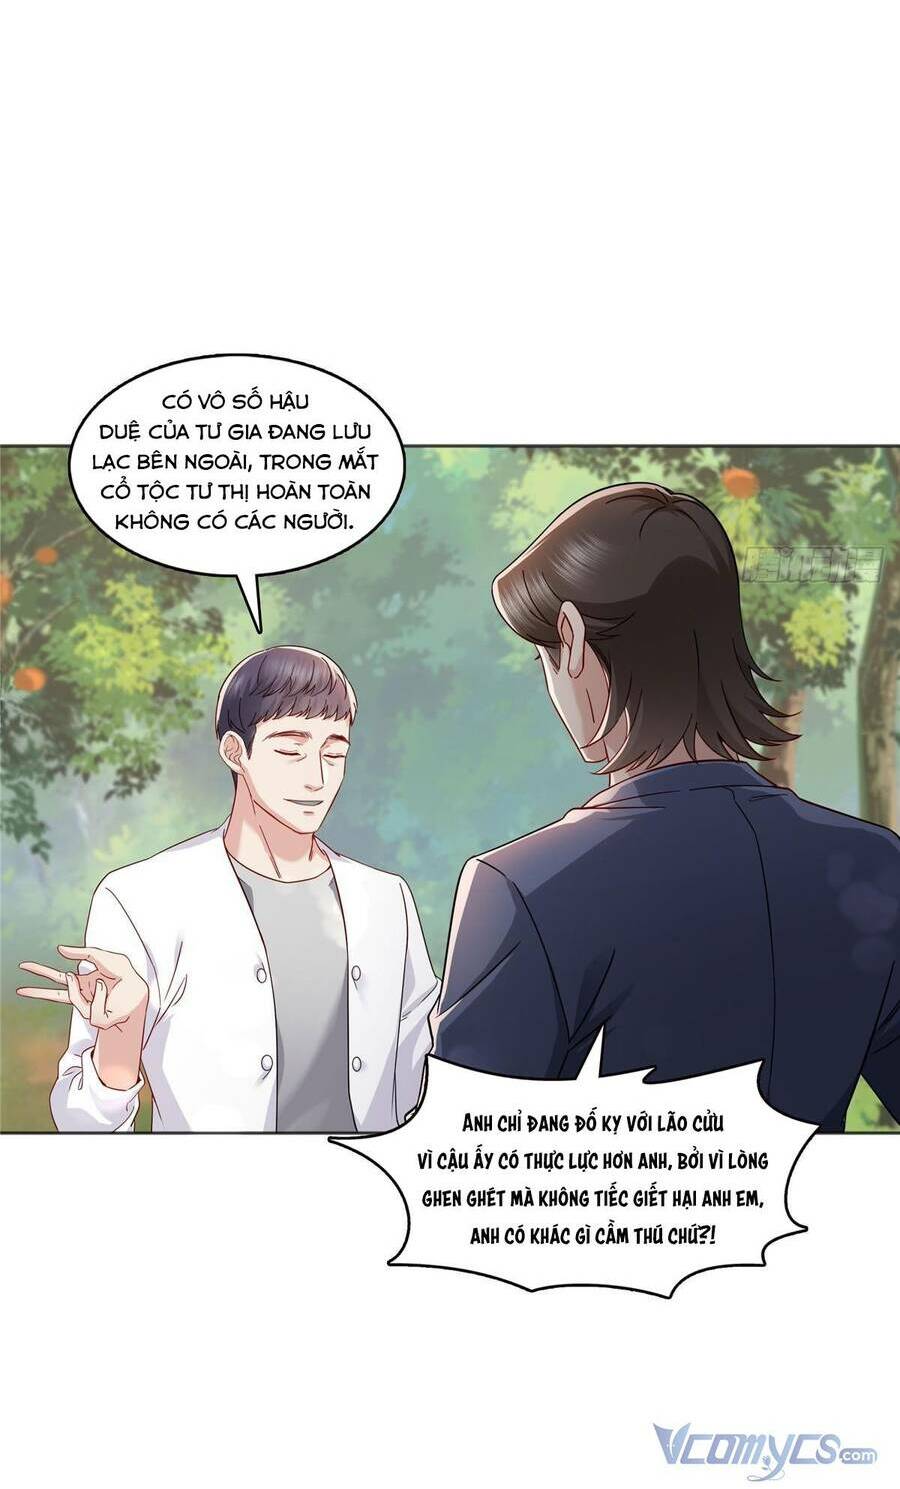 CÓ VÔ SỐ HẬU
DUỆ CỦA TƯ GIA ĐANG LƯU
LẠC BÊN NGOÀI, TRONG MẮT
CỔ TỘC TƯ THỊ HOÀN TOÀN
KHÔNG CÓ CÁC NGƯỜI.
ANH CHỈ ĐANG ĐỐ KỴ VỚI LÃO CỬU
VÌ CẬU ẤY CÓ THỰC LỰC HƠN ANH, BỞI VÌ LÒNG
GHEN GHÉT MÀ KHÔNG TIẾC GIẾT HẠI ANH EM,
ANH CÓ KHÁC GÌ CẦM THÚ CHỨ?!
VCOMYCS.com